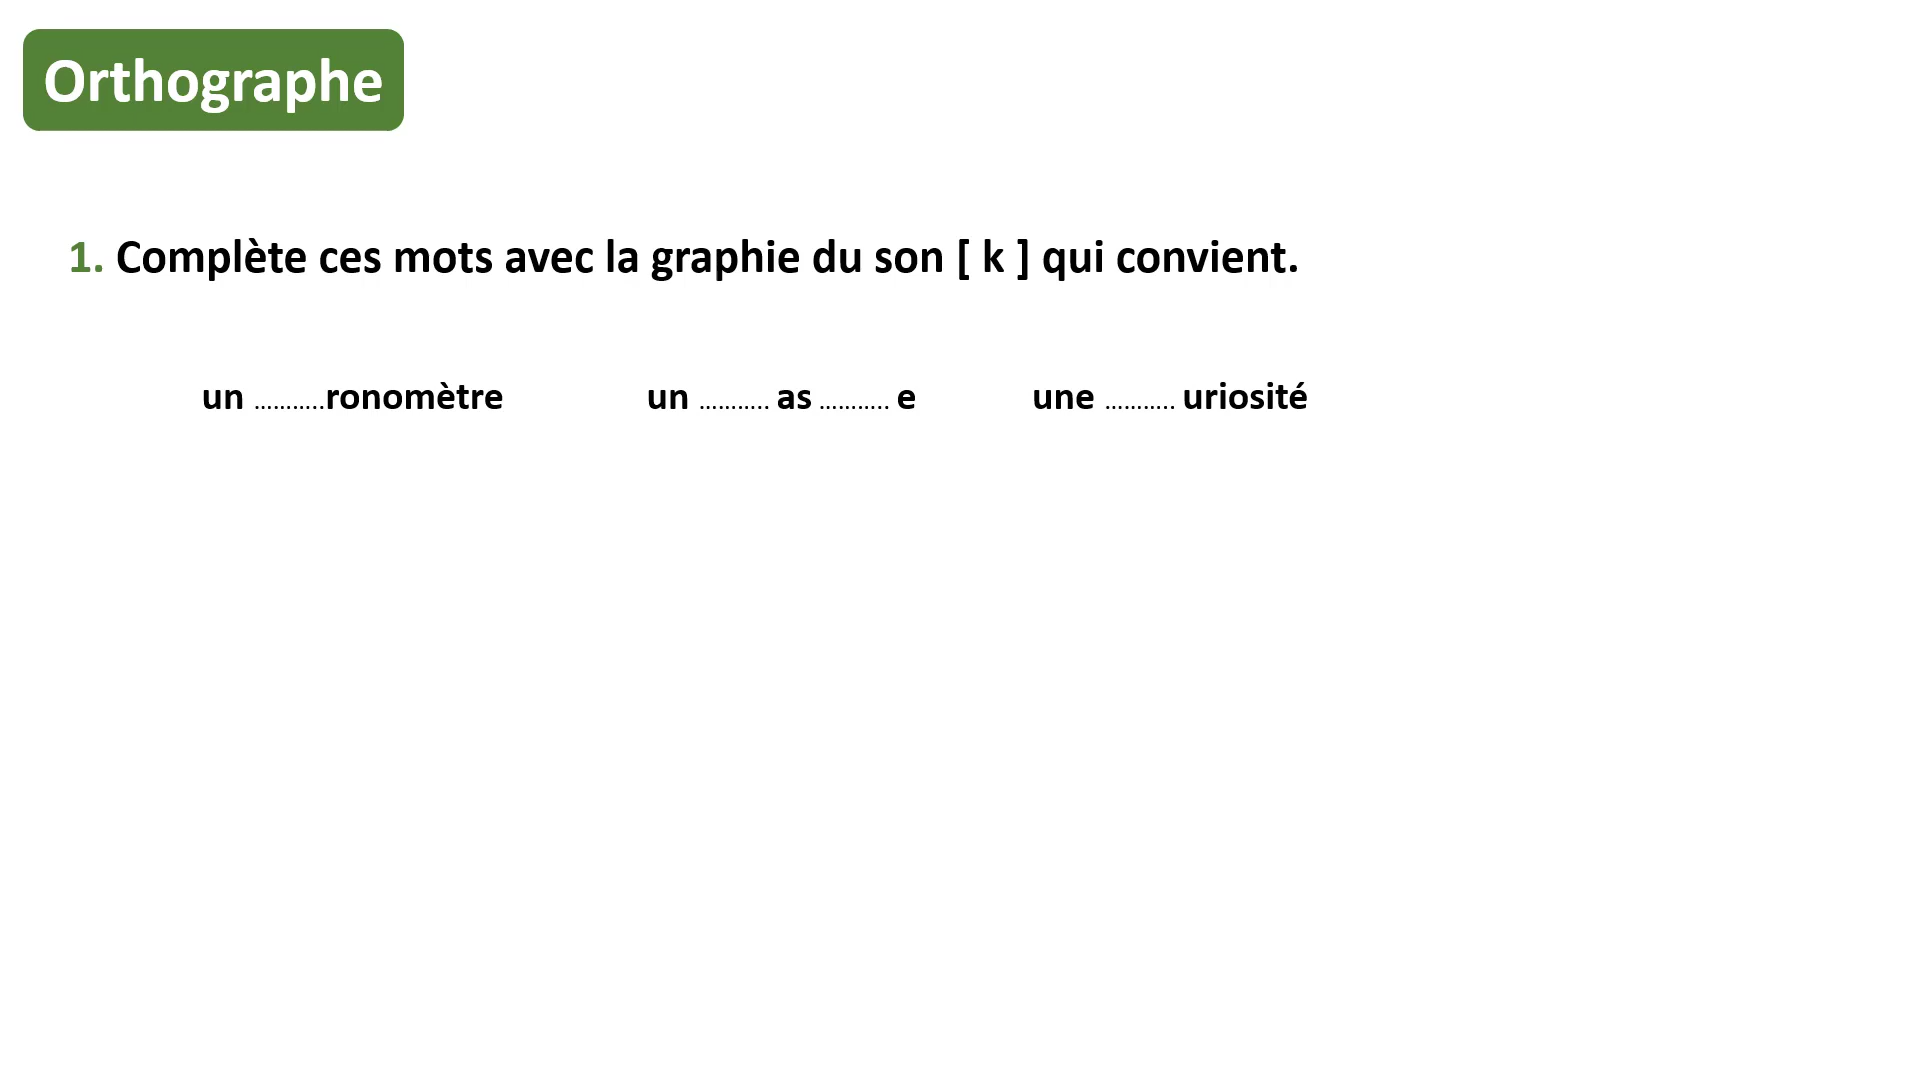 Orthographe
1. Complète ces mots avec la graphie du son [ k ] qui convient.
un ...........ronomètre un ........... as ........... e une ........... uriosité